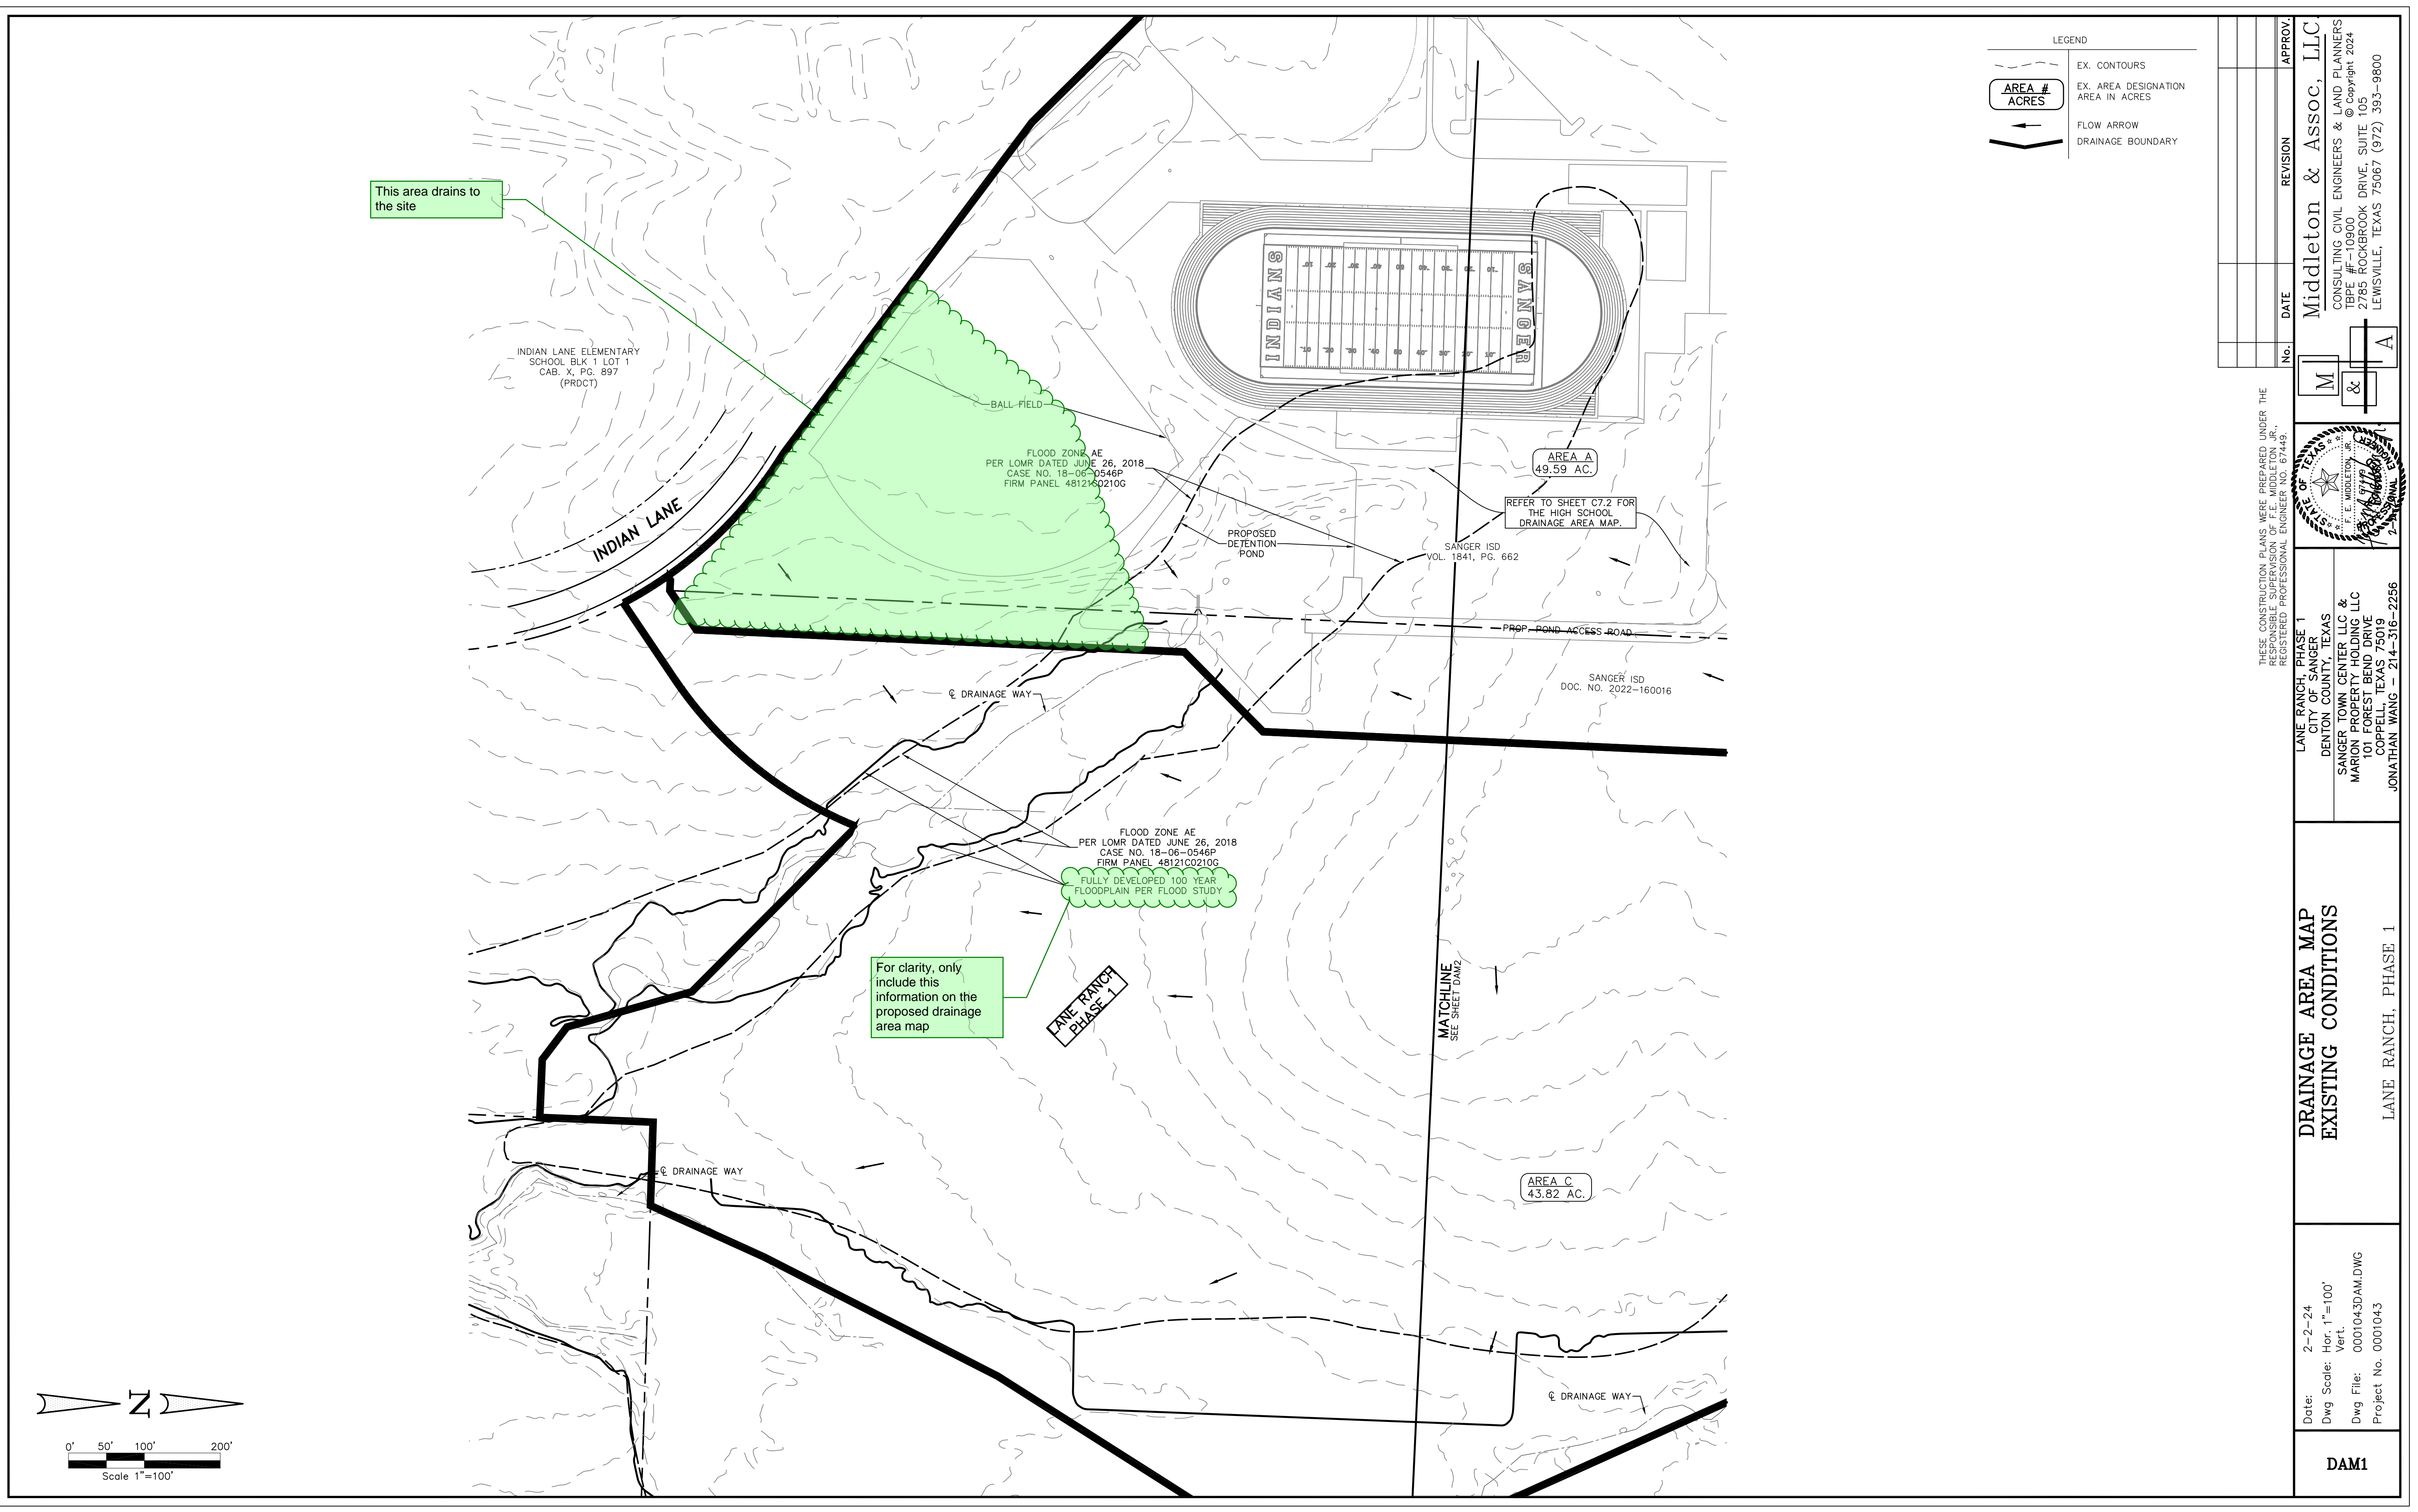 LEGEND
EX. CONTOURS
AREA #
ACRES
EX. AREA DESIGNATION
AREA IN ACRES
FLOW ARROW
DRAINAGE BOUNDARY
This area drains to
the site
INDIAN LANE ELEMENTARY
SCHOOL BLK 1 LOT 1
CAB. X, PG. 897
(PRDCT)
INDIAN LANE
BALL FIELD
FLOOD ZONE AE
PER LOMR DATED JUNE 26, 2018
CASE NO. 18-06-0546P
FIRM PANEL 48121C0210G
INDIANS
SANGER
AREA A
49.59 AC.
REFER TO SHEET C7.2 FOR
THE HIGH SCHOOL
DRAINAGE AREA MAP.
PROPOSED
DETENTION
POND
SANGER ISD
VOL. 1841, PG. 662
PROP. POND ACCESS ROAD
SANGER ISD
DOC. NO. 2022-160016
℄ DRAINAGE WAY
FLOOD ZONE AE
PER LOMR DATED JUNE 26, 2018
CASE NO. 18-06-0546P
FIRM PANEL 48121C0210G
FULLY DEVELOPED 100 YEAR
FLOODPLAIN PER FLOOD STUDY
For clarity, only
include this
information on the
proposed drainage
area map
LANE RANCH
PHASE 1
MATCHLINE
SEE SHEET DAM2
℄ DRAINAGE WAY
AREA C
43.82 AC.
℄ DRAINAGE WAY
N
0' 50' 100' 200'
Scale 1"=100'
No. DATE REVISION APPROV.
Middleton & Assoc, LLC.
CONSULTING CIVIL ENGINEERS & LAND PLANNERS
TBPE #F-10900 © Copyright 2024
2785 ROCKBROOK DRIVE, SUITE 105
LEWISVILLE, TEXAS 75067 (972) 393-9800
M & A
THESE CONSTRUCTION PLANS WERE PREPARED UNDER THE
RESPONSIBLE SUPERVISION OF F.E. MIDDLETON JR.,
REGISTERED PROFESSIONAL ENGINEER NO. 67449.
STATE OF TEXAS
F. E. MIDDLETON, JR.
67449
LANE RANCH, PHASE 1
CITY OF SANGER
DENTON COUNTY, TEXAS
SANGER TOWN CENTER LLC &
MARION PROPERTY HOLDING LLC
101 FOREST BEND DRIVE
COPPELL, TEXAS 75019
JONATHAN WANG - 214-316-2256
DRAINAGE AREA MAP
EXISTING CONDITIONS
LANE RANCH, PHASE 1
Date: 2-2-24
Dwg Scale: Hor. 1"=100'
Vert.
Dwg File: 0001043DAM.DWG
Project No. 0001043
DAM1